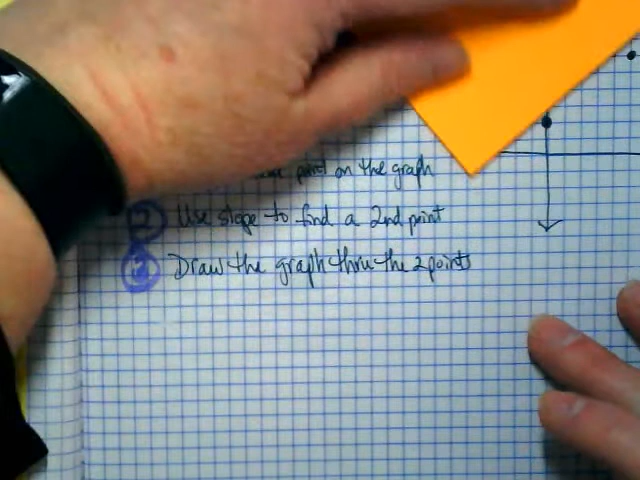 point on the graph
2 Use slope to find a 2nd point
3 Draw the graph thru the 2 points